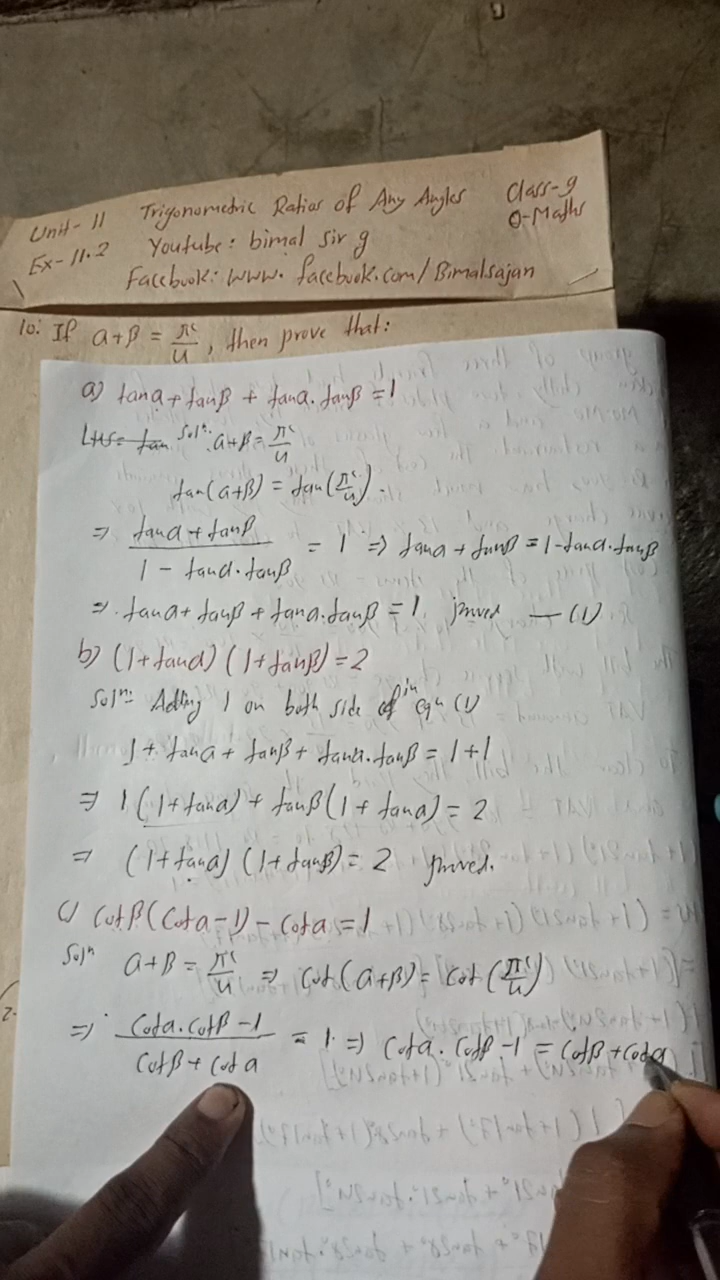 Unit-11 Trigonometric Ratios of Any Angles Class-9
Ex-11.2 Youtube: bimal sir g O-Maths
Facebook: www.facebook.com/Bimalsajan
10: If α+β = π^c/4, then prove that:
a) tanα + tanβ + tanα.tanβ = 1
LHS= tan Solⁿ: α+β = π^c/4
tan(α+β) = tan(π^c/4).
⇒ (tanα + tanβ)/(1 - tanα.tanβ) = 1 ⇒ tanα + tanβ = 1-tanα.tanβ
⇒ tanα + tanβ + tanα.tanβ = 1 proved — (1)
b) (1+tanα) (1+tanβ) = 2
Solⁿ: Adding 1 on both side of in eqn (1)
1 + tanα + tanβ + tanα.tanβ = 1+1
⇒ 1(1+tanα) + tanβ(1 + tanα) = 2
⇒ (1+tanα) (1+tanβ) = 2 proved.
c) Cotβ(Cotα-1) - Cotα = 1
Solⁿ α+β = π^c/4 ⇒ Cot(α+β) = Cot(π^c/4)
⇒ (Cotα.Cotβ-1)/(Cotβ + Cotα) = 1 ⇒ Cotα.Cotβ-1 = Cotβ+Cotα